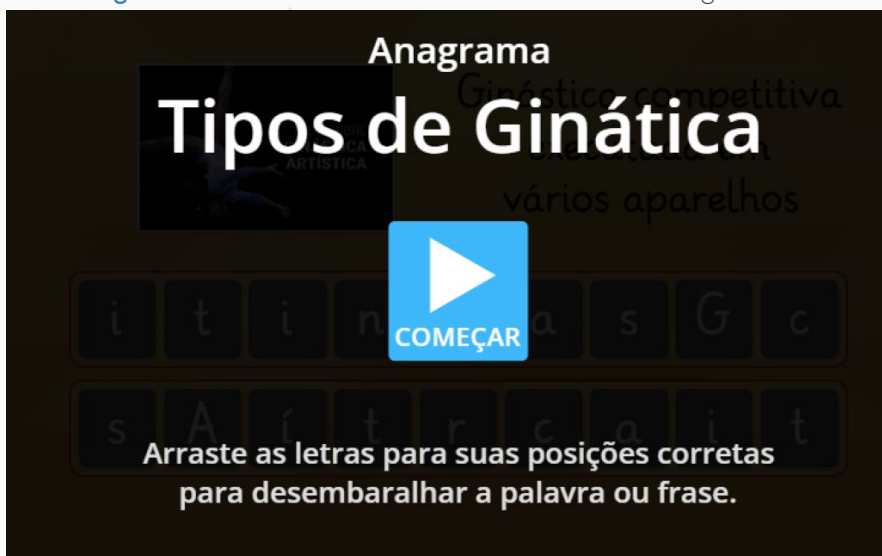 Anagrama
Tipos de Ginática
Ginástica competitiva
executada em
vários aparelhos
ARTÍSTICA
COMEÇAR
i t i n a s G c
s A í t r c a i t
Arraste as letras para suas posições corretas
para desembaralhar a palavra ou frase.